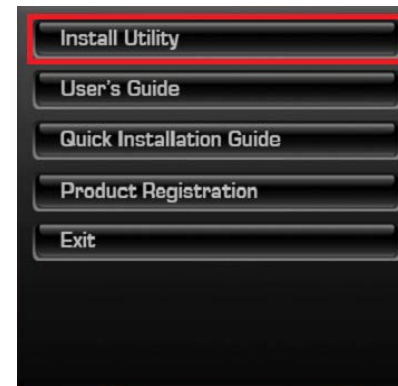 Install Utility
User's Guide
Quick Installation Guide
Product Registration
Exit